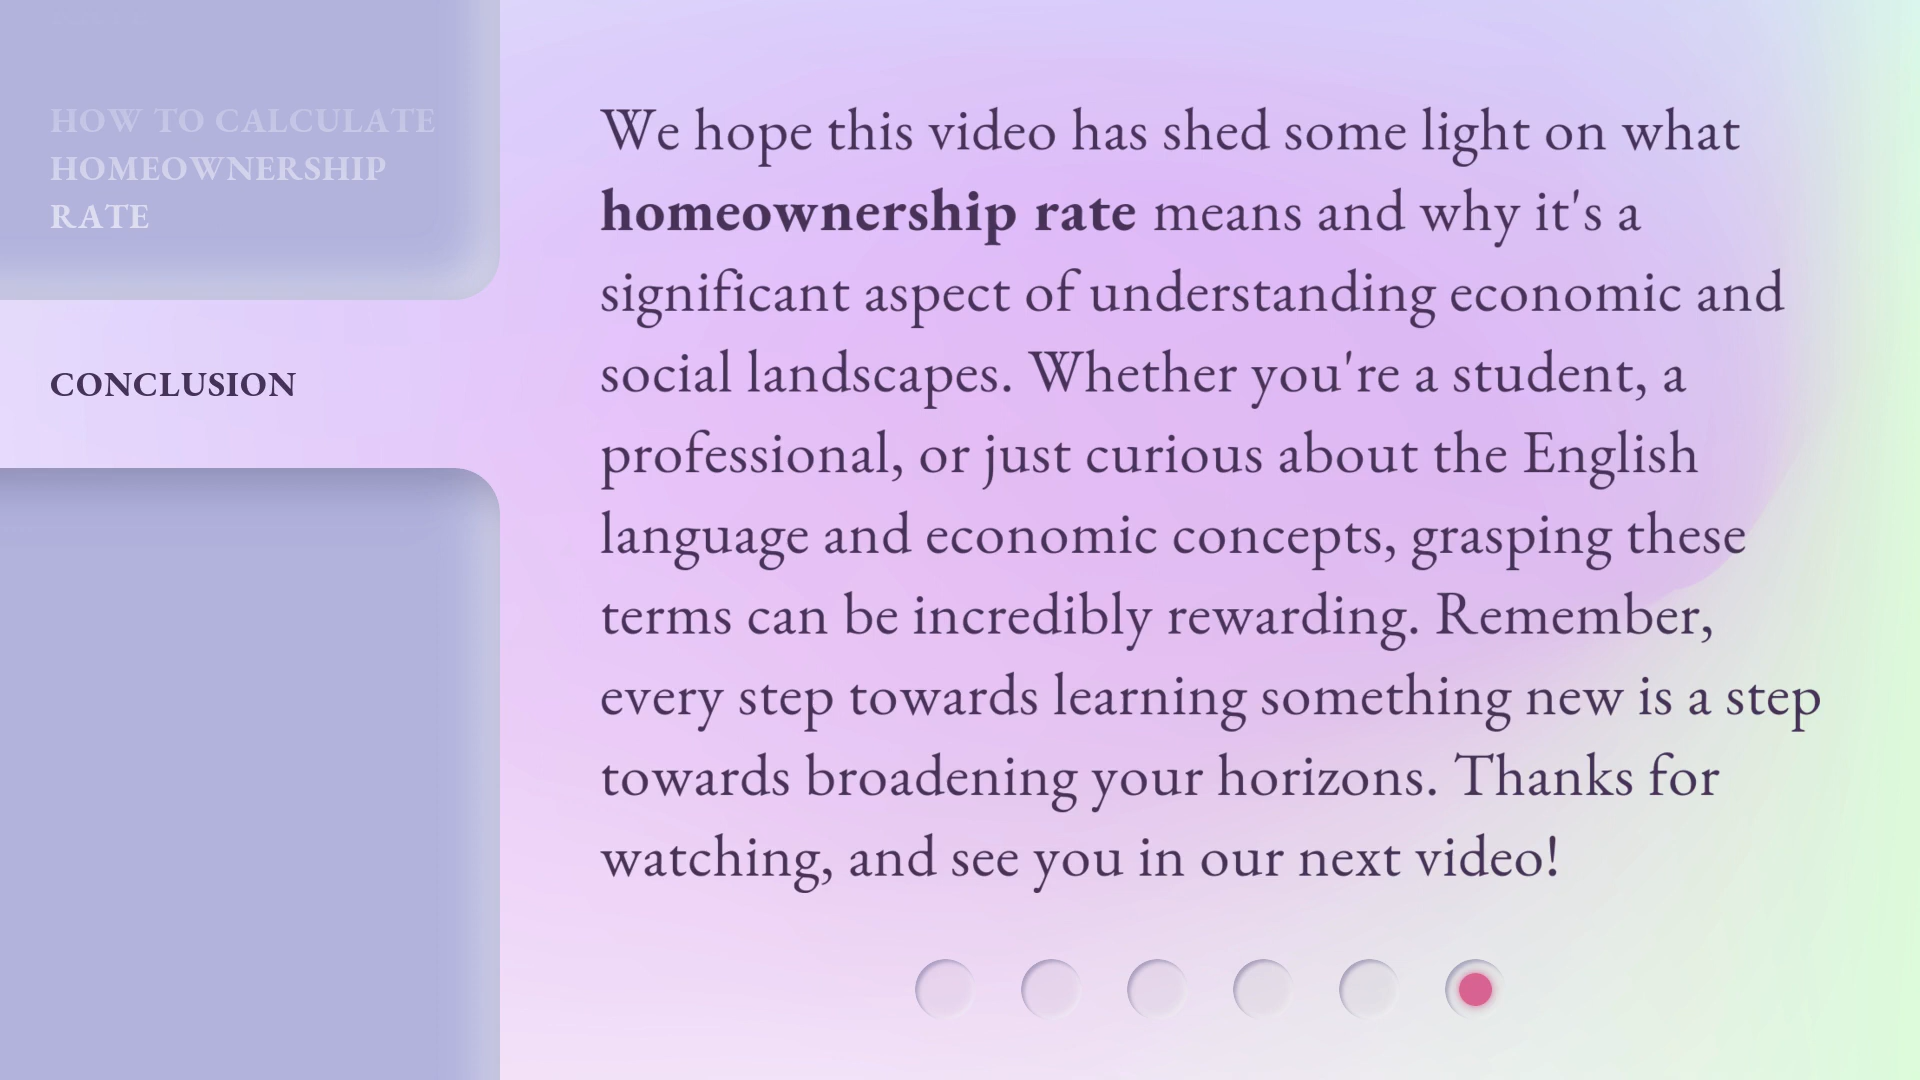 HOW TO CALCULATE
HOMEOWNERSHIP
RATE
CONCLUSION
We hope this video has shed some light on what
homeownership rate means and why it's a
significant aspect of understanding economic and
social landscapes. Whether you're a student, a
professional, or just curious about the English
language and economic concepts, grasping these
terms can be incredibly rewarding. Remember,
every step towards learning something new is a step
towards broadening your horizons. Thanks for
watching, and see you in our next video!